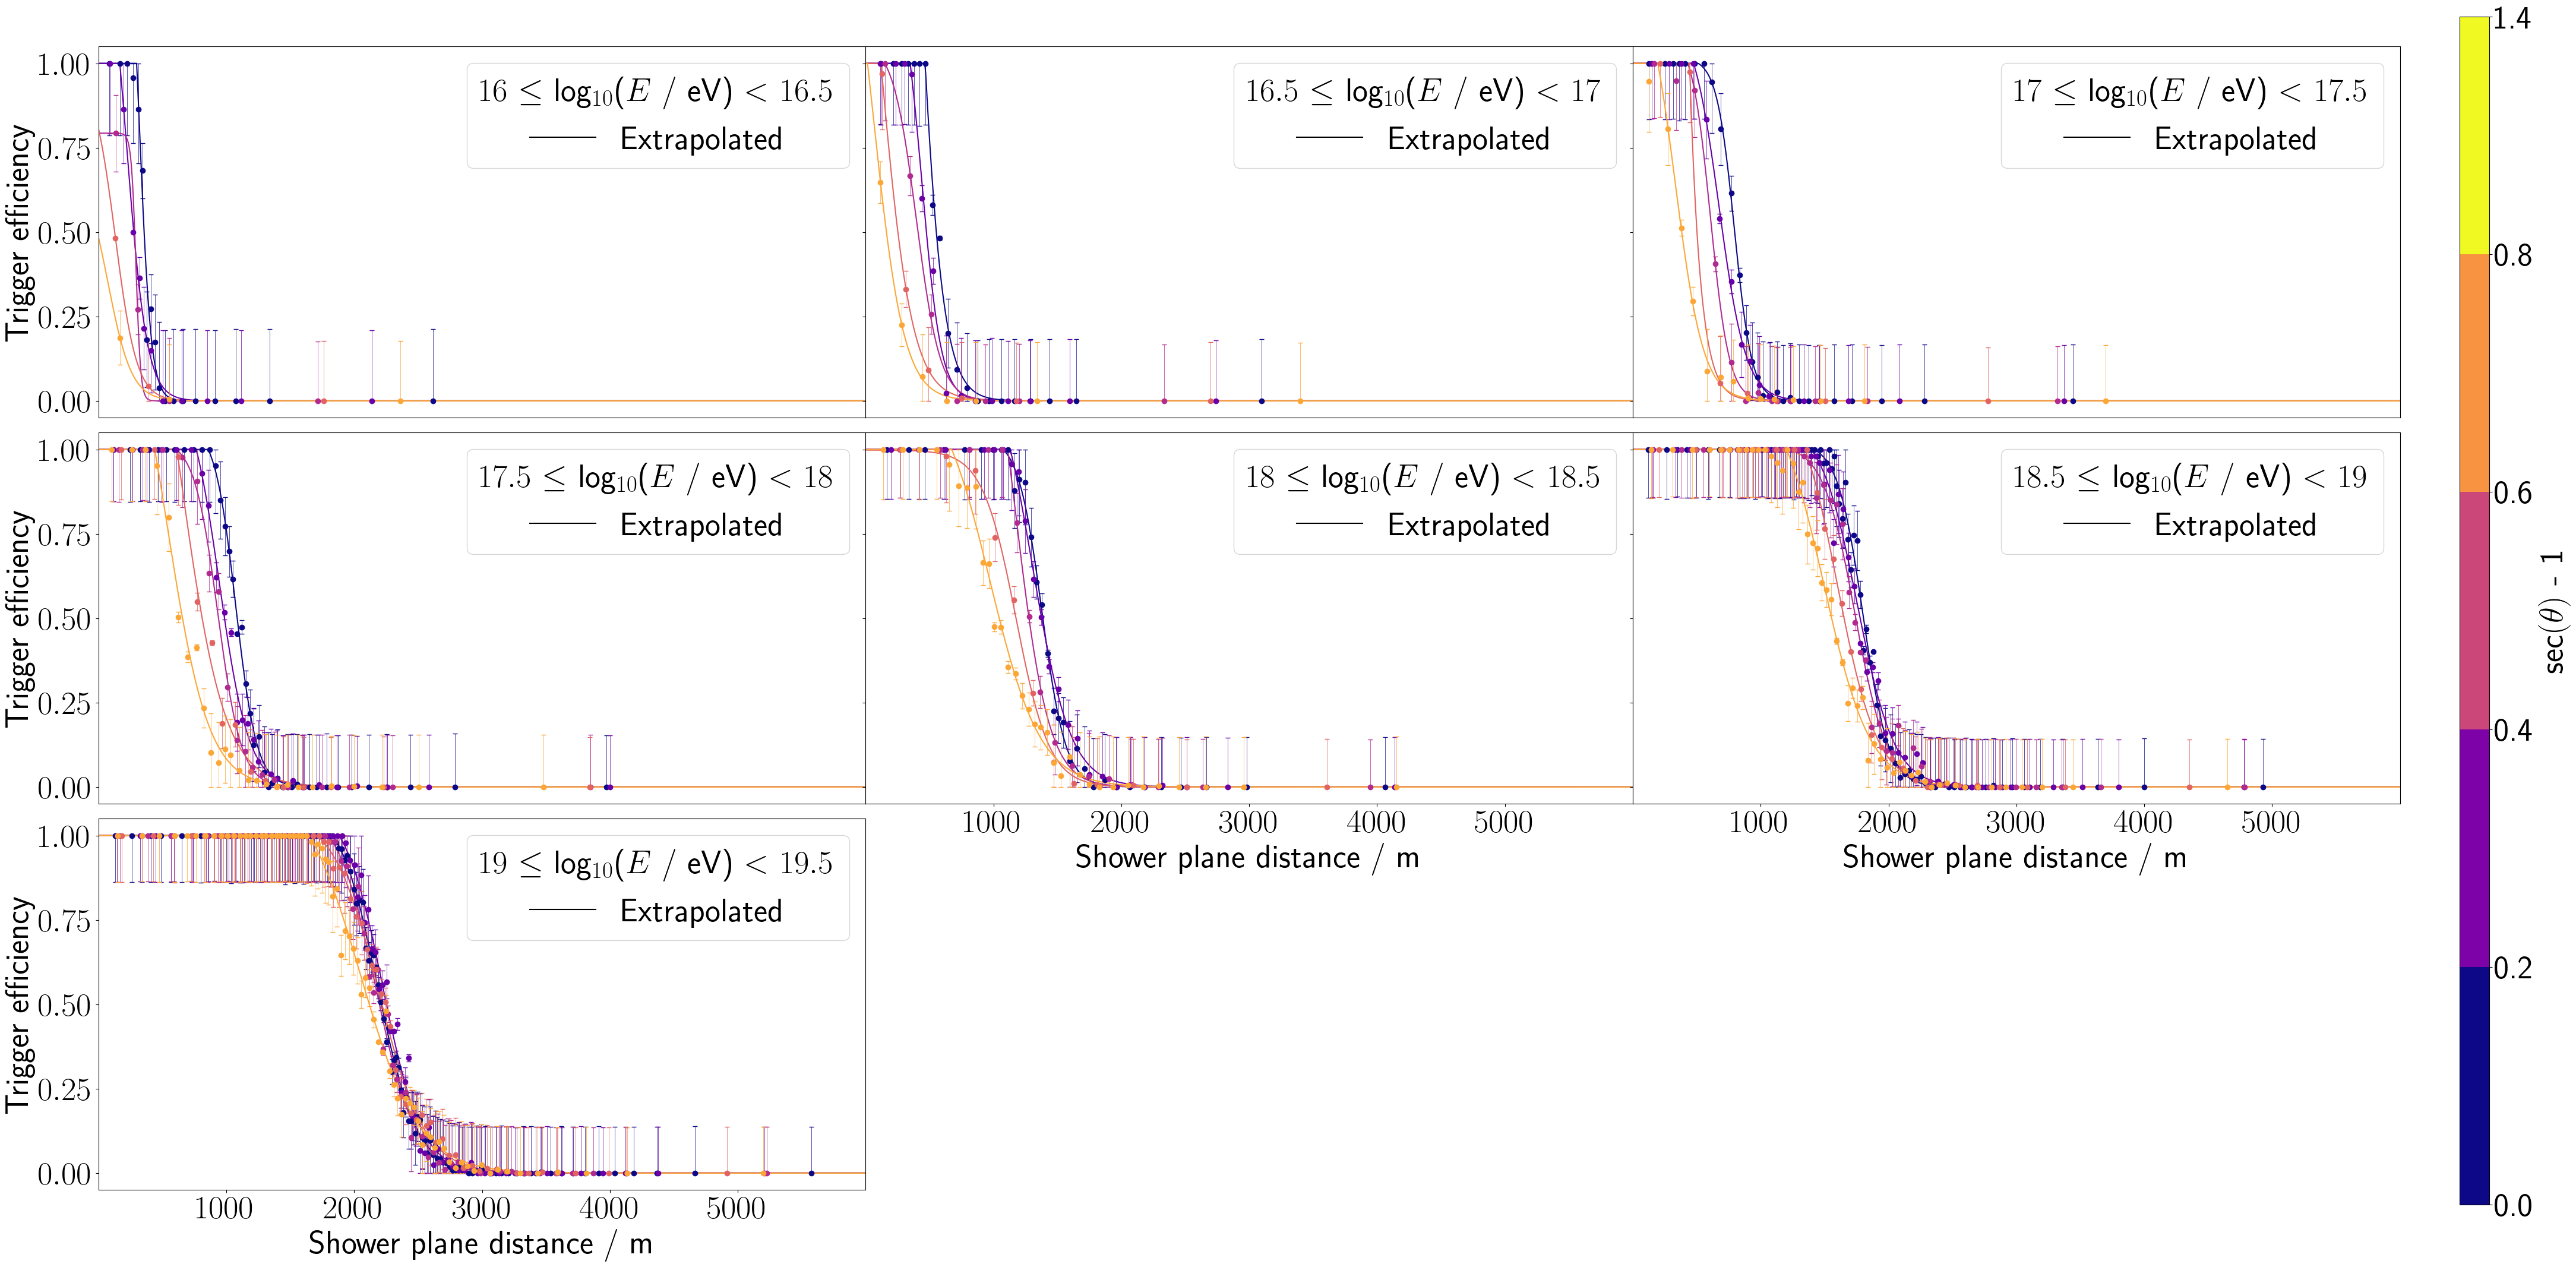 1.00
0.75
0.50
0.25
0.00
Trigger efficiency
16 ≤ log₁₀(E / eV) < 16.5
Extrapolated
16.5 ≤ log₁₀(E / eV) < 17
Extrapolated
17 ≤ log₁₀(E / eV) < 17.5
Extrapolated
1.00
0.75
0.50
0.25
0.00
Trigger efficiency
17.5 ≤ log₁₀(E / eV) < 18
Extrapolated
18 ≤ log₁₀(E / eV) < 18.5
Extrapolated
1000 2000 3000 4000 5000
Shower plane distance / m
18.5 ≤ log₁₀(E / eV) < 19
Extrapolated
1000 2000 3000 4000 5000
Shower plane distance / m
1.00
0.75
0.50
0.25
0.00
Trigger efficiency
19 ≤ log₁₀(E / eV) < 19.5
Extrapolated
1000 2000 3000 4000 5000
Shower plane distance / m
1.4
0.8
0.6
0.4
0.2
0.0
sec(θ) - 1